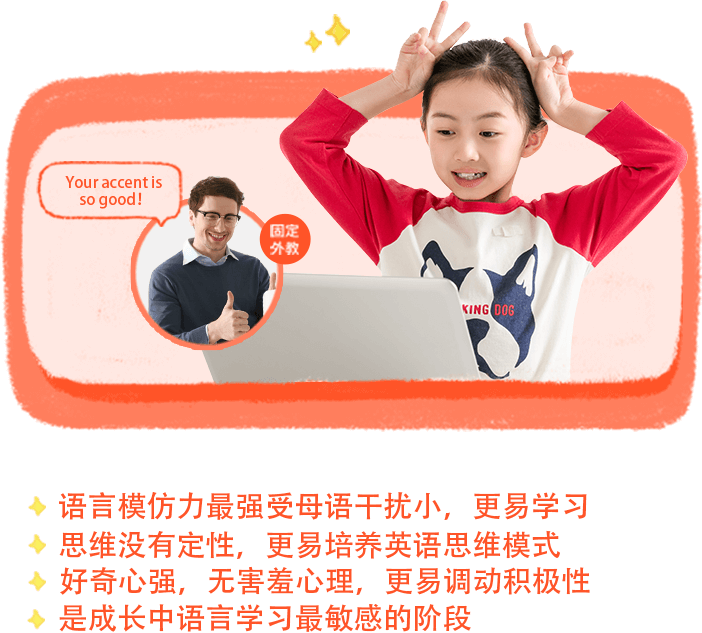 Your accent is
so good!
固定
外教
KING DOG
语言模仿力最强受母语干扰小，更易学习
思维没有定性，更易培养英语思维模式
好奇心强，无害羞心理，更易调动积极性
是成长中语言学习最敏感的阶段